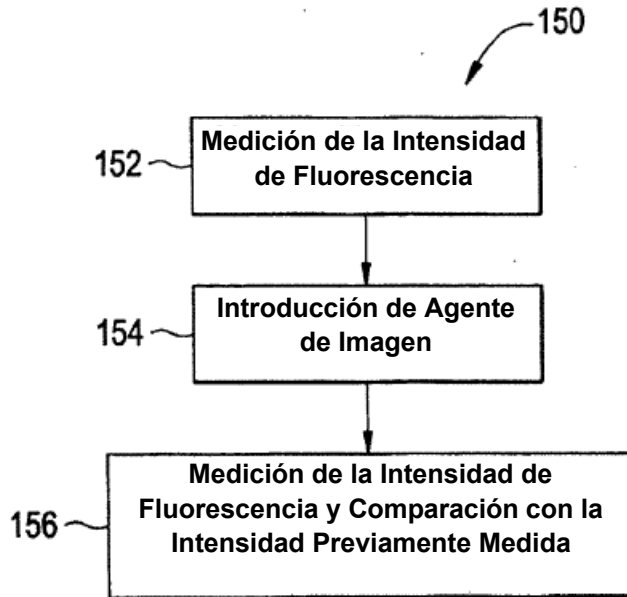 150
152
Medición de la Intensidad
de Fluorescencia
154
Introducción de Agente
de Imagen
156
Medición de la Intensidad de
Fluorescencia y Comparación con la
Intensidad Previamente Medida